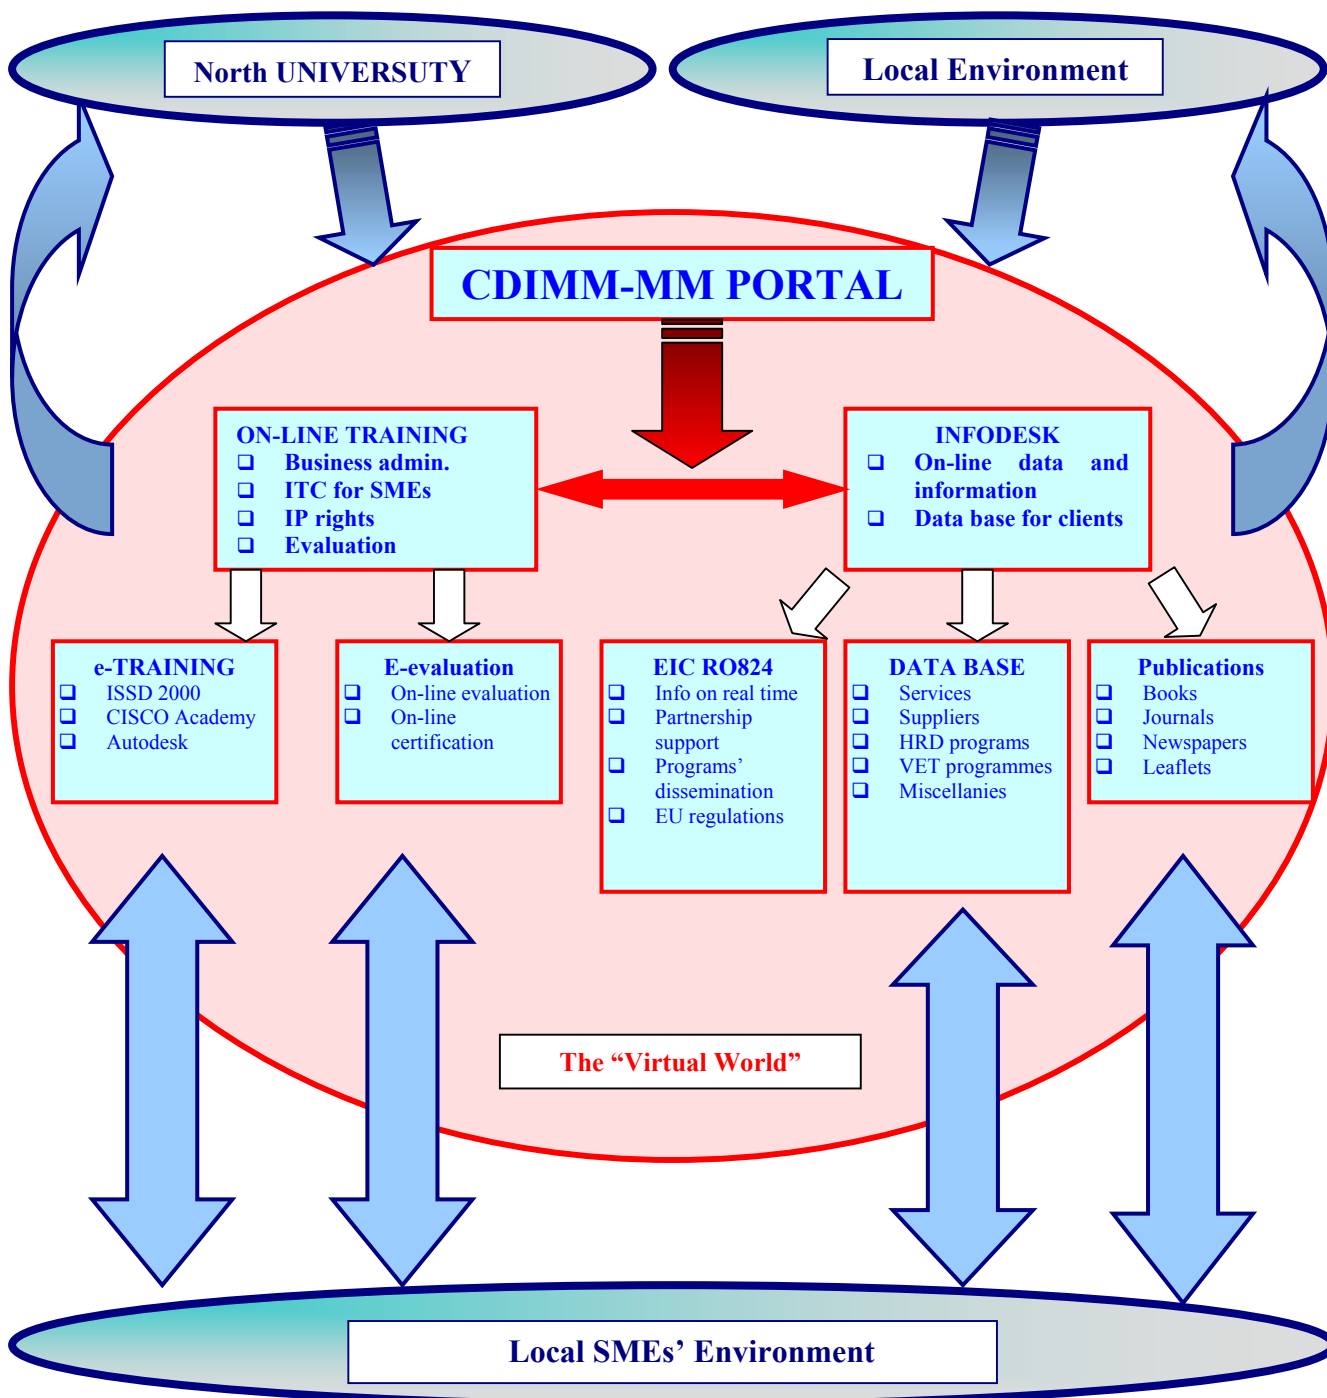 North UNIVERSUTY
Local Environment
CDIMM-MM PORTAL
ON-LINE TRAINING
❑ Business admin.
❑ ITC for SMEs
❑ IP rights
❑ Evaluation
INFODESK
❑ On-line data and
information
❑ Data base for clients
e-TRAINING
❑ ISSD 2000
❑ CISCO Academy
❑ Autodesk
E-evaluation
❑ On-line evaluation
❑ On-line
certification
EIC RO824
❑ Info on real time
❑ Partnership
support
❑ Programs’
dissemination
❑ EU regulations
DATA BASE
❑ Services
❑ Suppliers
❑ HRD programs
❑ VET programmes
❑ Miscellanies
Publications
❑ Books
❑ Journals
❑ Newspapers
❑ Leaflets
The “Virtual World”
Local SMEs’ Environment